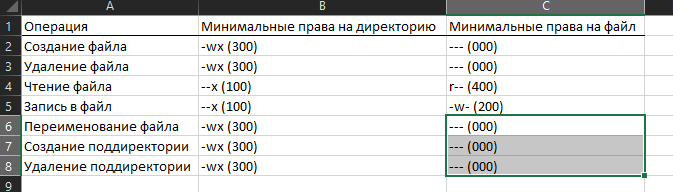 A B C
1 Операция Минимальные права на директорию Минимальные права на файл
2 Создание файла -wx (300) --- (000)
3 Удаление файла -wx (300) --- (000)
4 Чтение файла --x (100) r-- (400)
5 Запись в файл --x (100) -w- (200)
6 Переименование файла -wx (300) --- (000)
7 Создание поддиректории -wx (300) --- (000)
8 Удаление поддиректории -wx (300) --- (000)
9